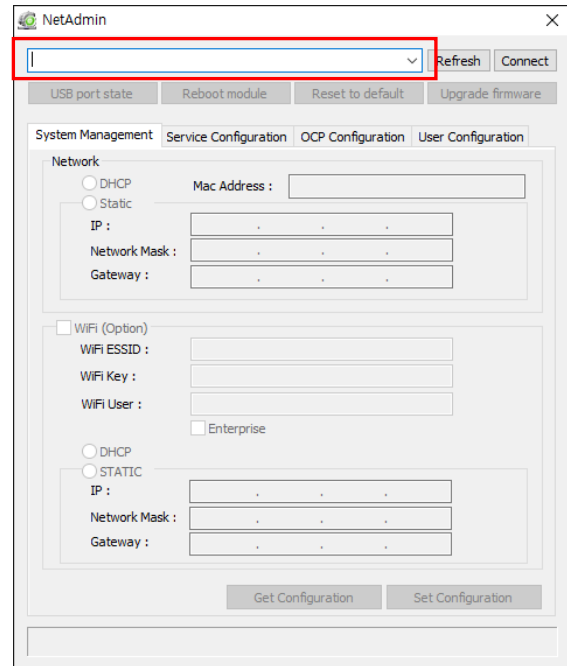 NetAdmin
Refresh Connect
USB port state Reboot module Reset to default Upgrade firmware
System Management Service Configuration OCP Configuration User Configuration
Network
DHCP Mac Address :
Static
IP : . . .
Network Mask : . . .
Gateway : . . .
WiFi (Option)
WiFi ESSID :
WiFi Key :
WiFi User :
Enterprise
DHCP
STATIC
IP : . . .
Network Mask : . . .
Gateway : . . .
Get Configuration Set Configuration